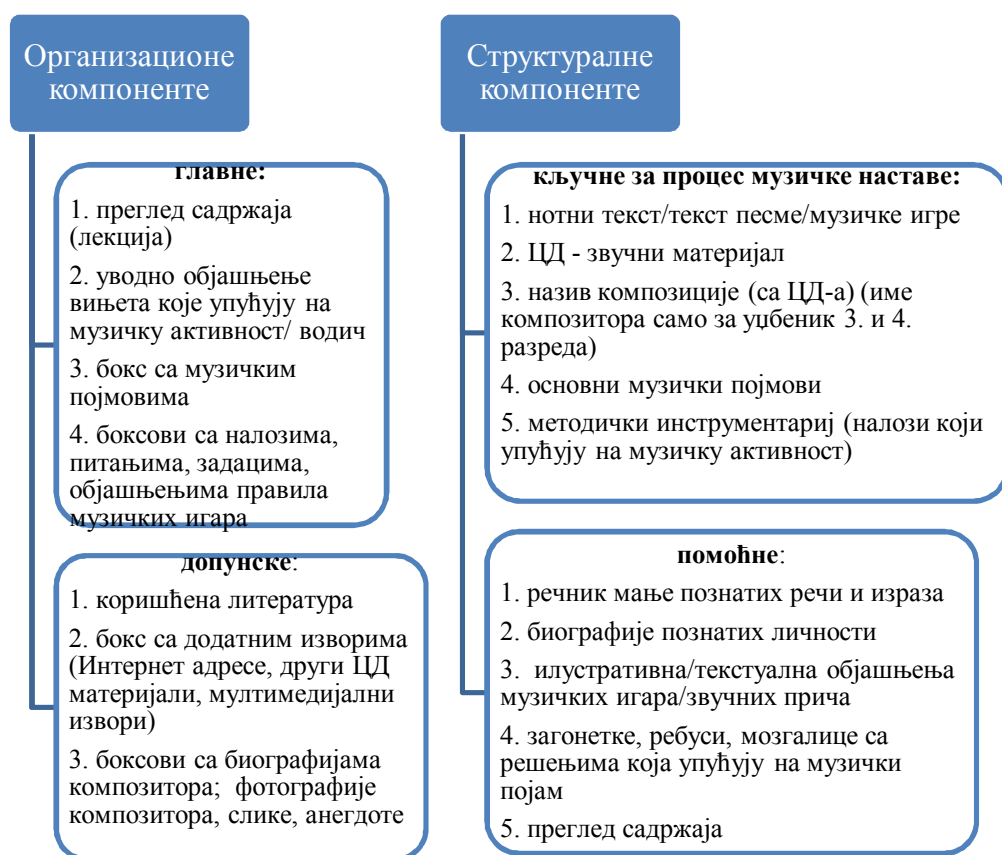 Организационе
компоненте
главне:
1. преглед садржаја
(лекција)
2. уводно објашњење
вињета које упућују на
музичку активност/ водич
3. бокс са музичким
појмовима
4. боксови са налозима,
питањима, задацима,
објашњењима правила
музичких игара
допунске:
1. коришћена литература
2. бокс са додатним изворима
(Интернет адресе, други ЦД
материјали, мултимедијални
извори)
3. боксови са биографијама
композитора; фотографије
композитора, слике, анегдоте
Структуралне
компоненте
кључне за процес музичке наставе:
1. нотни текст/текст песме/музичке игре
2. ЦД - звучни материјал
3. назив композиције (са ЦД-а) (име
композитора само за уџбеник 3. и 4.
разреда)
4. основни музички појмови
5. методички инструментариј (налози који
упућују на музичку активност)
помоћне:
1. речник мање познатих речи и израза
2. биографије познатих личности
3. илустративна/текстуална објашњења
музичких игара/звучних прича
4. загонетке, ребуси, мозгалице са
решењима која упућују на музички
појам
5. преглед садржаја